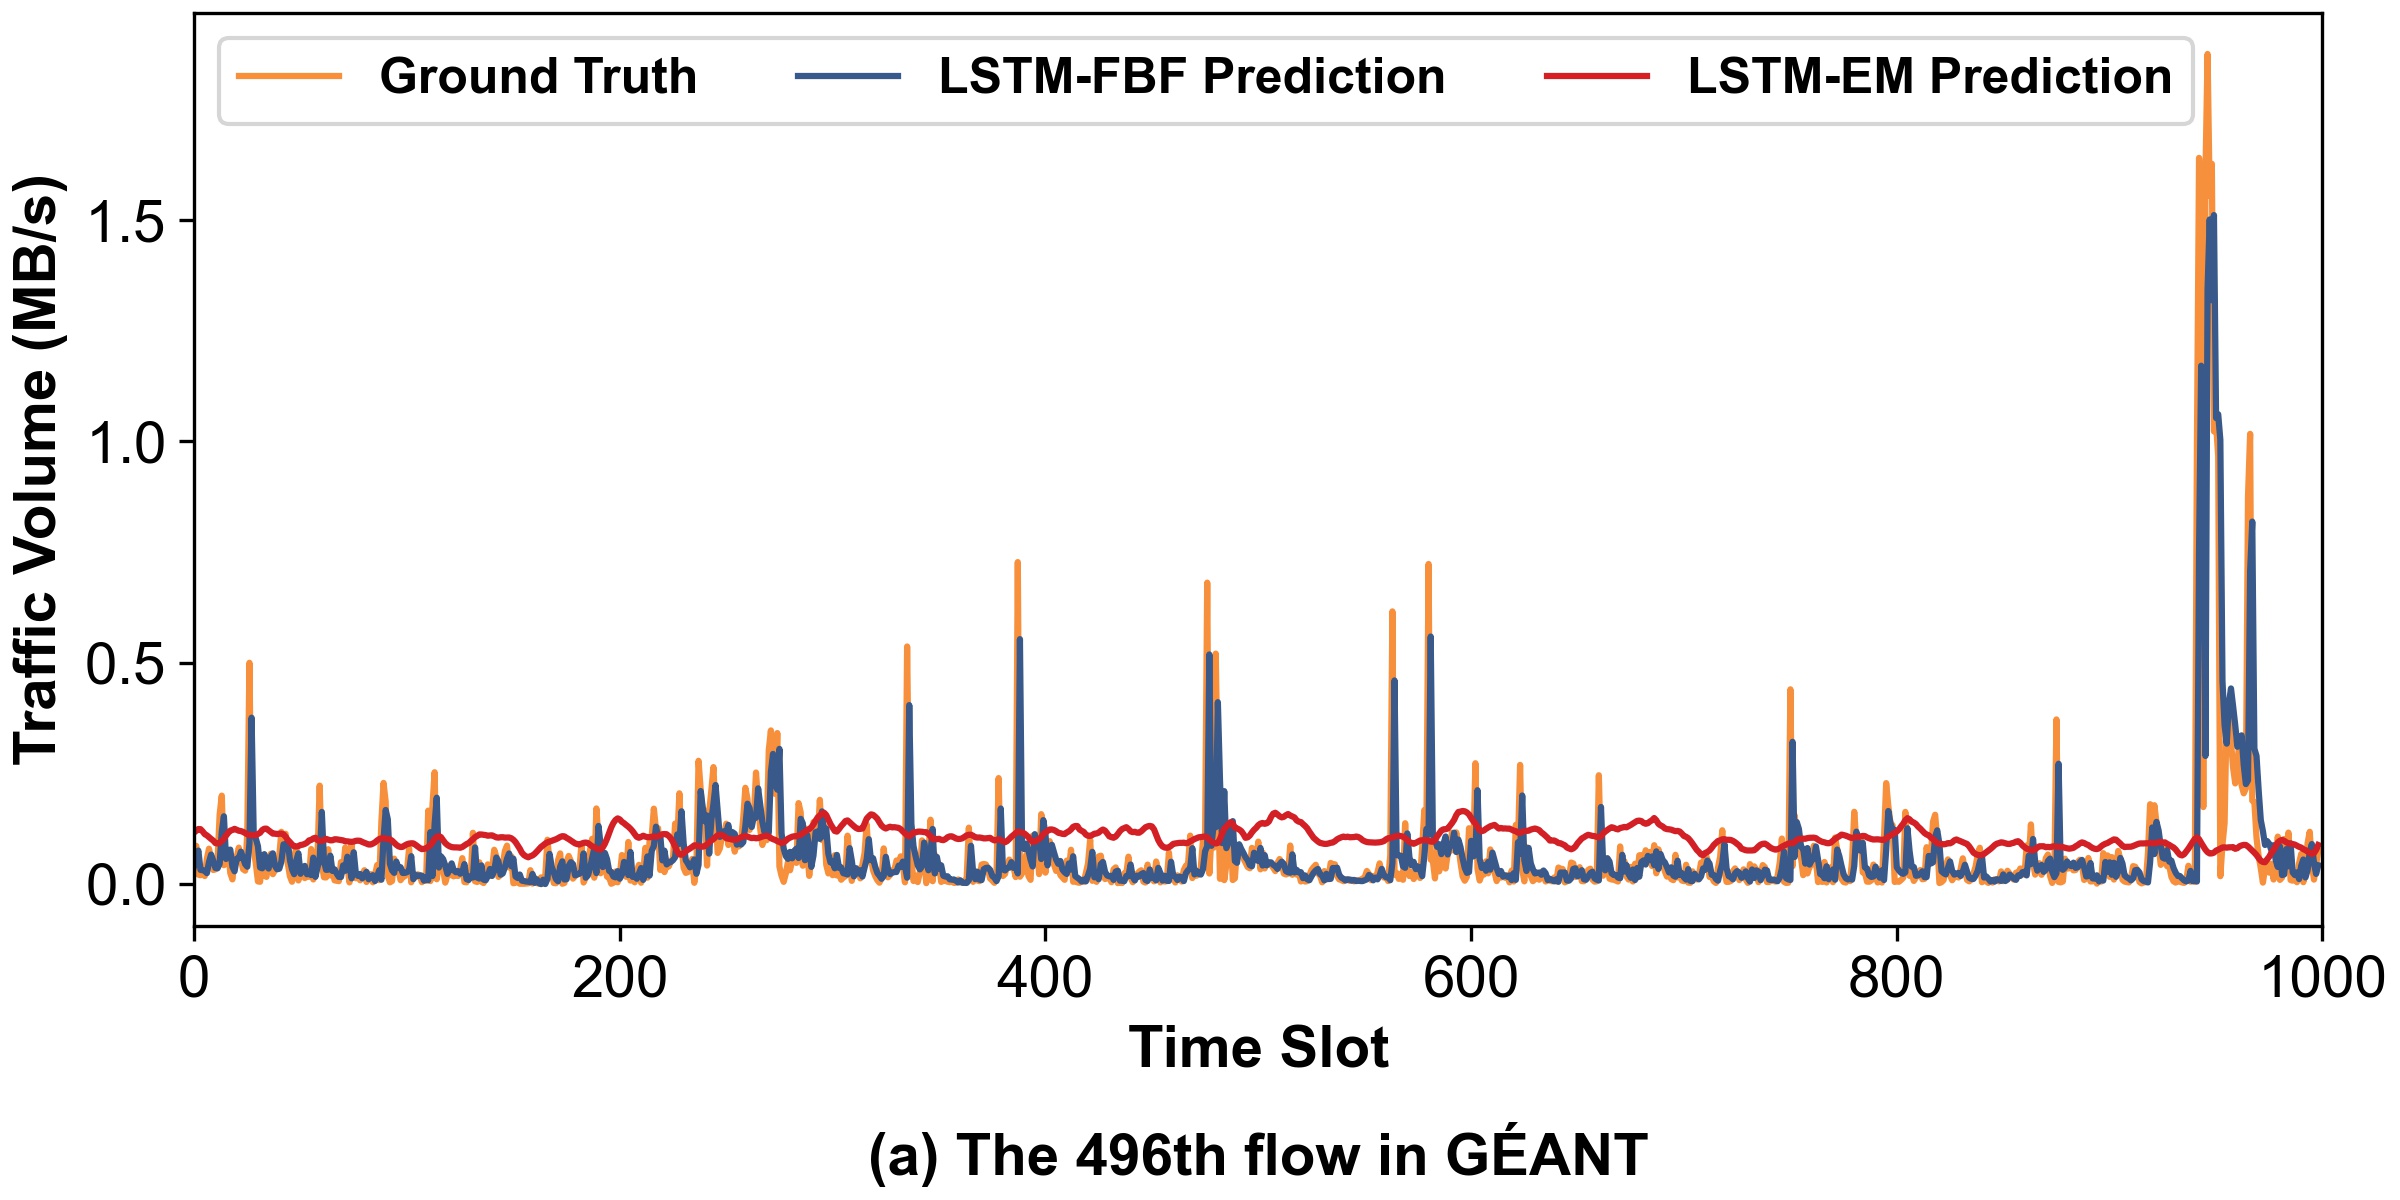 Ground Truth LSTM-FBF Prediction LSTM-EM Prediction
Traffic Volume (MB/s)
1.5
1.0
0.5
0.0
0 200 400 600 800 1000
Time Slot
(a) The 496th flow in GÉANT